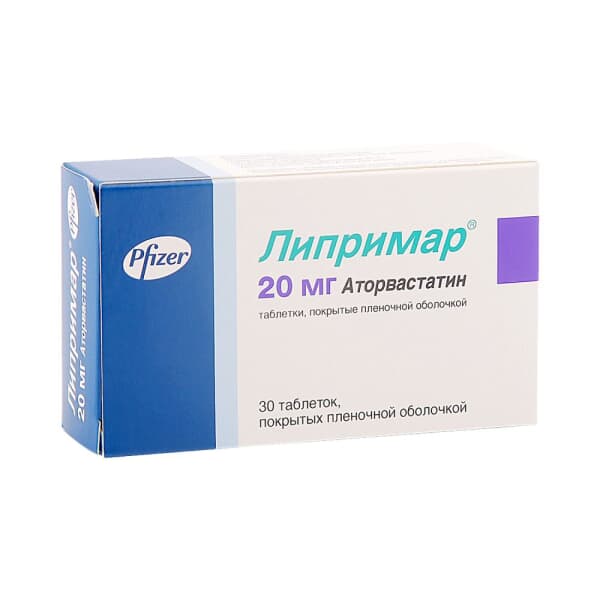 Pfizer
Липримар®
20 мг Аторвастатин
таблетки, покрытые пленочной оболочкой
30 таблеток,
покрытых пленочной оболочкой
Pfizer
Липримар®
20 мг Аторвастатин